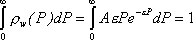 ∫₀^∞ ρ_w(P)dP = ∫₀^∞ AεPe^{-εP}dP = 1